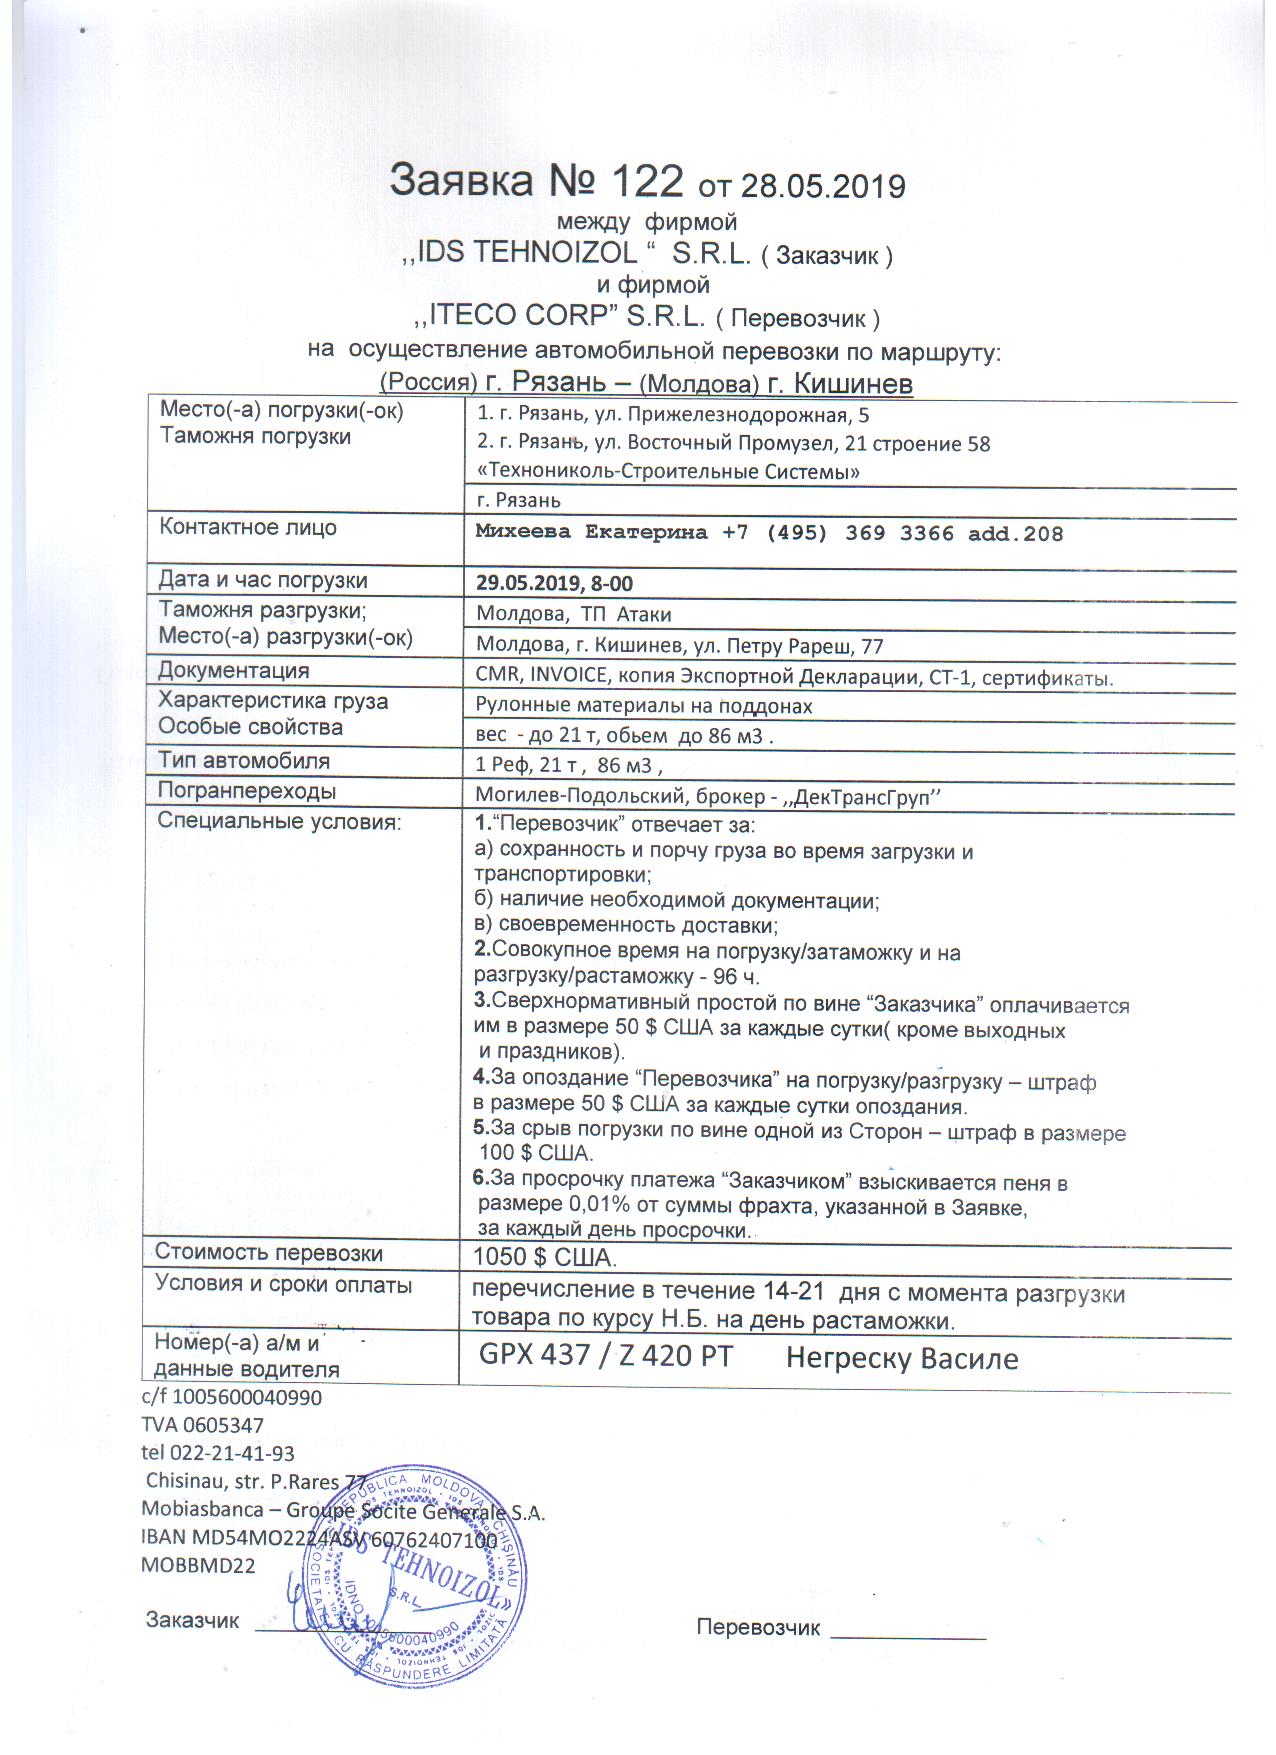 Заявка № 122 от 28.05.2019
между фирмой
,,IDS TEHNOIZOL “ S.R.L. ( Заказчик )
и фирмой
,,ITECO CORP” S.R.L. ( Перевозчик )
на осуществление автомобильной перевозки по маршруту:
(Россия) г. Рязань – (Молдова) г. Кишинев
Место(-а) погрузки(-ок)
Таможня погрузки
1. г. Рязань, ул. Прижелезнодорожная, 5
2. г. Рязань, ул. Восточный Промузел, 21 строение 58
«Технониколь-Строительные Системы»
г. Рязань
Контактное лицо
Михеева Екатерина +7 (495) 369 3366 add.208
Дата и час погрузки
29.05.2019, 8-00
Таможня разгрузки;
Место(-а) разгрузки(-ок)
Молдова, ТП Атаки
Молдова, г. Кишинев, ул. Петру Рареш, 77
Документация
CMR, INVOICE, копия Экспортной Декларации, СТ-1, сертификаты.
Характеристика груза
Особые свойства
Рулонные материалы на поддонах
вес - до 21 т, обьем до 86 м3 .
Тип автомобиля
1 Реф, 21 т , 86 м3 ,
Погранпереходы
Могилев-Подольский, брокер - ,,ДекТрансГруп’’
Специальные условия:
1.“Перевозчик” отвечает за:
а) сохранность и порчу груза во время загрузки и
транспортировки;
б) наличие необходимой документации;
в) своевременность доставки;
2.Совокупное время на погрузку/затаможку и на
разгрузку/растаможку - 96 ч.
3.Сверхнормативный простой по вине “Заказчика” оплачивается
им в размере 50 $ США за каждые сутки( кроме выходных
и праздников).
4.За опоздание “Перевозчика” на погрузку/разгрузку – штраф
в размере 50 $ США за каждые сутки опоздания.
5.За срыв погрузки по вине одной из Сторон – штраф в размере
100 $ США.
6.За просрочку платежа “Заказчиком” взыскивается пеня в
размере 0,01% от суммы фрахта, указанной в Заявке,
за каждый день просрочки.
Стоимость перевозки
1050 $ США.
Условия и сроки оплаты
перечисление в течение 14-21 дня с момента разгрузки
товара по курсу Н.Б. на день растаможки.
Номер(-а) а/м и
данные водителя
GPX 437 / Z 420 PT Негреску Василе
c/f 1005600040990
TVA 0605347
tel 022-21-41-93
Chisinau, str. P.Rares 77
Mobiasbanca – Groupe Socite Generale S.A.
IBAN MD54MO2224ASV 60762407100
MOBBMD22
REPUBLICA MOLDOVA CHIȘINĂU
SOCIETATE CU RĂSPUNDERE LIMITATĂ
«IDS TEHNOIZOL»
S.R.L.
IDNO 1005600040990
Заказчик
Перевозчик